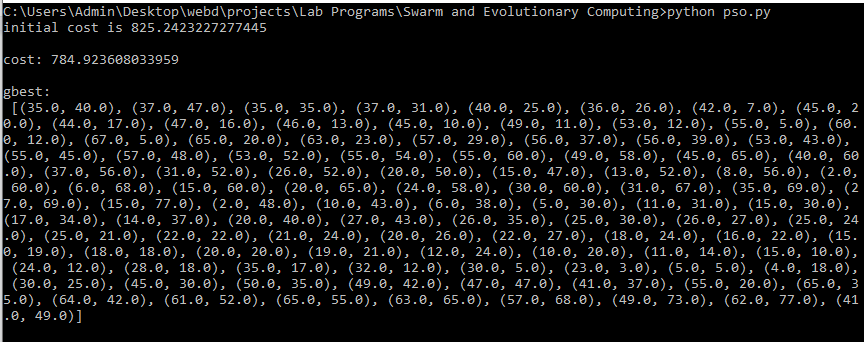 C:\Users\Admin\Desktop\webd\projects\Lab Programs\Swarm and Evolutionary Computing>python pso.py
initial cost is 825.2423227277445
cost: 784.923608033959
gbest:
 [(35.0, 40.0), (37.0, 47.0), (35.0, 35.0), (37.0, 31.0), (40.0, 25.0), (36.0, 26.0), (42.0, 7.0), (45.0, 2
0.0), (44.0, 17.0), (47.0, 16.0), (46.0, 13.0), (45.0, 10.0), (49.0, 11.0), (53.0, 12.0), (55.0, 5.0), (60.
0, 12.0), (67.0, 5.0), (65.0, 20.0), (63.0, 23.0), (57.0, 29.0), (56.0, 37.0), (56.0, 39.0), (53.0, 43.0),
(55.0, 45.0), (57.0, 48.0), (53.0, 52.0), (55.0, 54.0), (55.0, 60.0), (49.0, 58.0), (45.0, 65.0), (40.0, 60
.0), (37.0, 56.0), (31.0, 52.0), (26.0, 52.0), (20.0, 50.0), (15.0, 47.0), (13.0, 52.0), (8.0, 56.0), (2.0,
 60.0), (6.0, 68.0), (15.0, 60.0), (20.0, 65.0), (24.0, 58.0), (30.0, 60.0), (31.0, 67.0), (35.0, 69.0), (2
7.0, 69.0), (15.0, 77.0), (2.0, 48.0), (10.0, 43.0), (6.0, 38.0), (5.0, 30.0), (11.0, 31.0), (15.0, 30.0),
(17.0, 34.0), (14.0, 37.0), (20.0, 40.0), (27.0, 43.0), (26.0, 35.0), (25.0, 30.0), (26.0, 27.0), (25.0, 24
.0), (25.0, 21.0), (22.0, 22.0), (21.0, 24.0), (20.0, 26.0), (22.0, 27.0), (18.0, 24.0), (16.0, 22.0), (15.
0, 19.0), (18.0, 18.0), (20.0, 20.0), (19.0, 21.0), (12.0, 24.0), (10.0, 20.0), (11.0, 14.0), (15.0, 10.0),
 (24.0, 12.0), (28.0, 18.0), (35.0, 17.0), (32.0, 12.0), (30.0, 5.0), (23.0, 3.0), (5.0, 5.0), (4.0, 18.0),
 (30.0, 25.0), (45.0, 30.0), (50.0, 35.0), (49.0, 42.0), (47.0, 47.0), (41.0, 37.0), (55.0, 20.0), (65.0, 3
5.0), (64.0, 42.0), (61.0, 52.0), (65.0, 55.0), (63.0, 65.0), (57.0, 68.0), (49.0, 73.0), (62.0, 77.0), (41
.0, 49.0)]